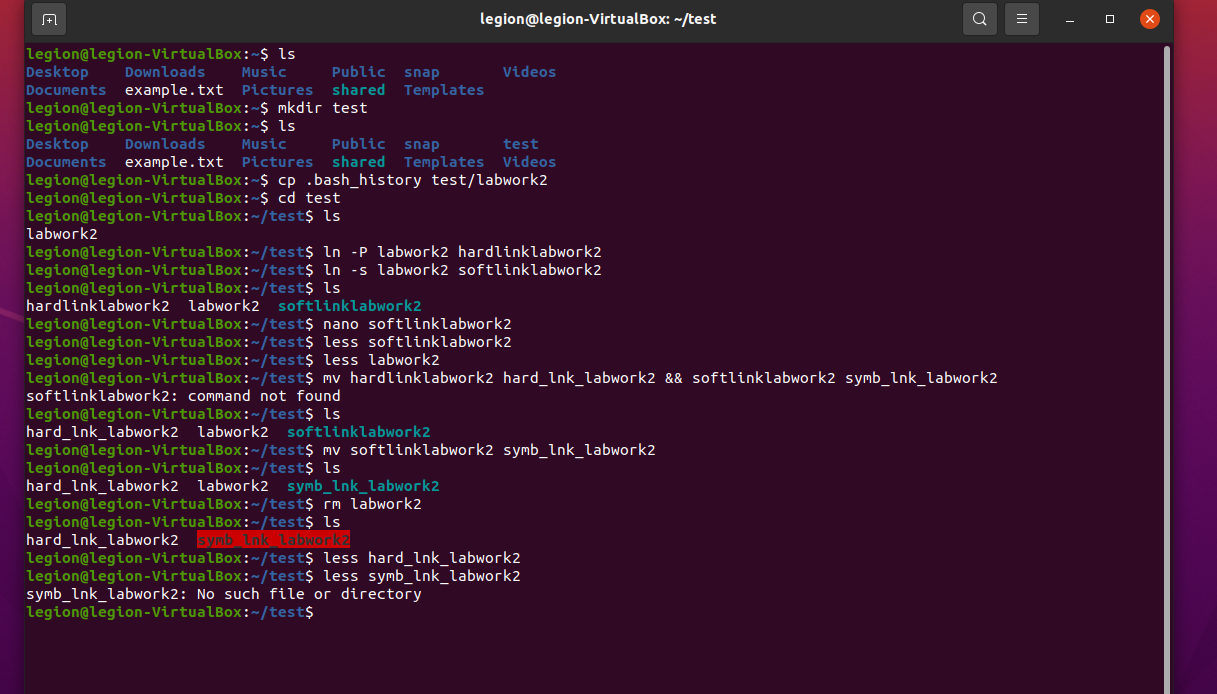 legion@legion-VirtualBox: ~/test
legion@legion-VirtualBox:~$ ls
Desktop    Downloads    Music     Public  snap       Videos
Documents  example.txt  Pictures  shared  Templates
legion@legion-VirtualBox:~$ mkdir test
legion@legion-VirtualBox:~$ ls
Desktop    Downloads    Music     Public  snap       test
Documents  example.txt  Pictures  shared  Templates  Videos
legion@legion-VirtualBox:~$ cp .bash_history test/labwork2
legion@legion-VirtualBox:~$ cd test
legion@legion-VirtualBox:~/test$ ls
labwork2
legion@legion-VirtualBox:~/test$ ln -P labwork2 hardlinklabwork2
legion@legion-VirtualBox:~/test$ ln -s labwork2 softlinklabwork2
legion@legion-VirtualBox:~/test$ ls
hardlinklabwork2  labwork2  softlinklabwork2
legion@legion-VirtualBox:~/test$ nano softlinklabwork2
legion@legion-VirtualBox:~/test$ less softlinklabwork2
legion@legion-VirtualBox:~/test$ less labwork2
legion@legion-VirtualBox:~/test$ mv hardlinklabwork2 hard_lnk_labwork2 && softlinklabwork2 symb_lnk_labwork2
softlinklabwork2: command not found
legion@legion-VirtualBox:~/test$ ls
hard_lnk_labwork2  labwork2  softlinklabwork2
legion@legion-VirtualBox:~/test$ mv softlinklabwork2 symb_lnk_labwork2
legion@legion-VirtualBox:~/test$ ls
hard_lnk_labwork2  labwork2  symb_lnk_labwork2
legion@legion-VirtualBox:~/test$ rm labwork2
legion@legion-VirtualBox:~/test$ ls
hard_lnk_labwork2  symb_lnk_labwork2
legion@legion-VirtualBox:~/test$ less hard_lnk_labwork2
legion@legion-VirtualBox:~/test$ less symb_lnk_labwork2
symb_lnk_labwork2: No such file or directory
legion@legion-VirtualBox:~/test$